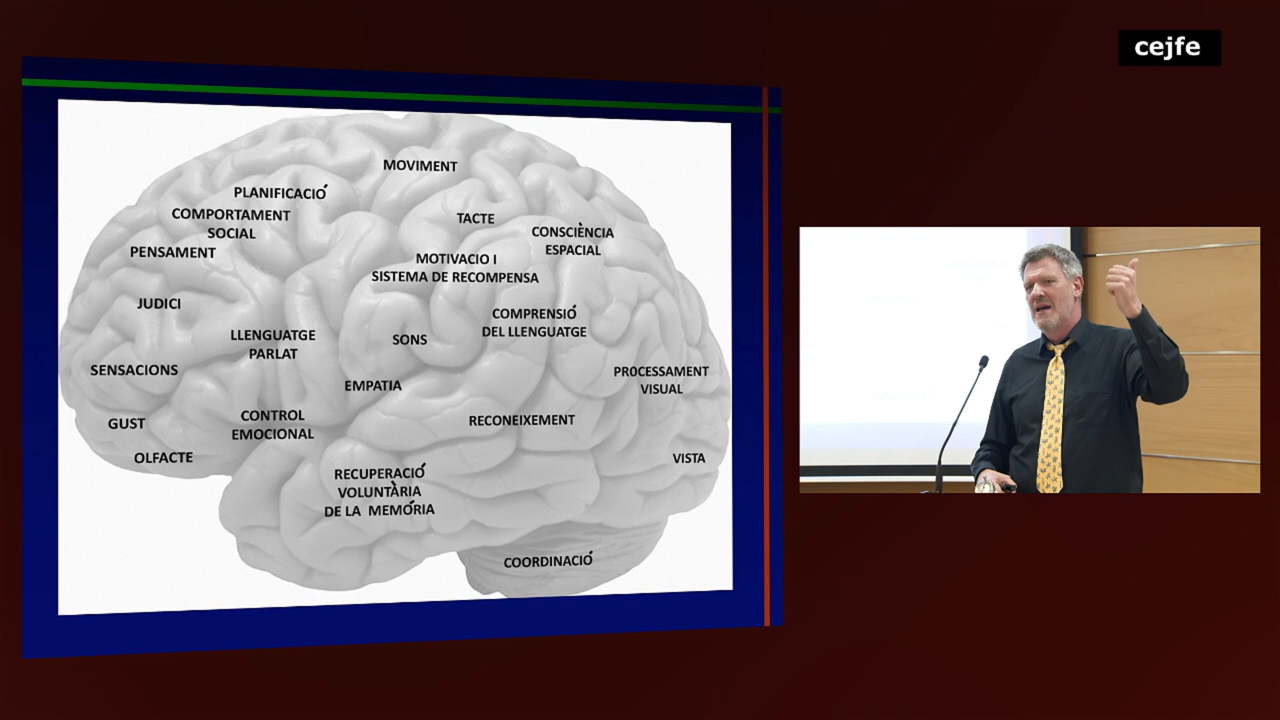 cejfe
MOVIMENT
PLANIFICACIÓ
COMPORTAMENT
SOCIAL
TACTE
CONSCIÈNCIA
ESPACIAL
PENSAMENT
MOTIVACIO I
SISTEMA DE RECOMPENSA
JUDICI
COMPRENSIÓ
DEL LLENGUATGE
LLENGUATGE
PARLAT
SONS
SENSACIONS
PROCESSAMENT
VISUAL
EMPATIA
GUST
CONTROL
EMOCIONAL
RECONEIXEMENT
OLFACTE
VISTA
RECUPERACIÓ
VOLUNTÀRIA
DE LA MEMÓRIA
COORDINACIÓ